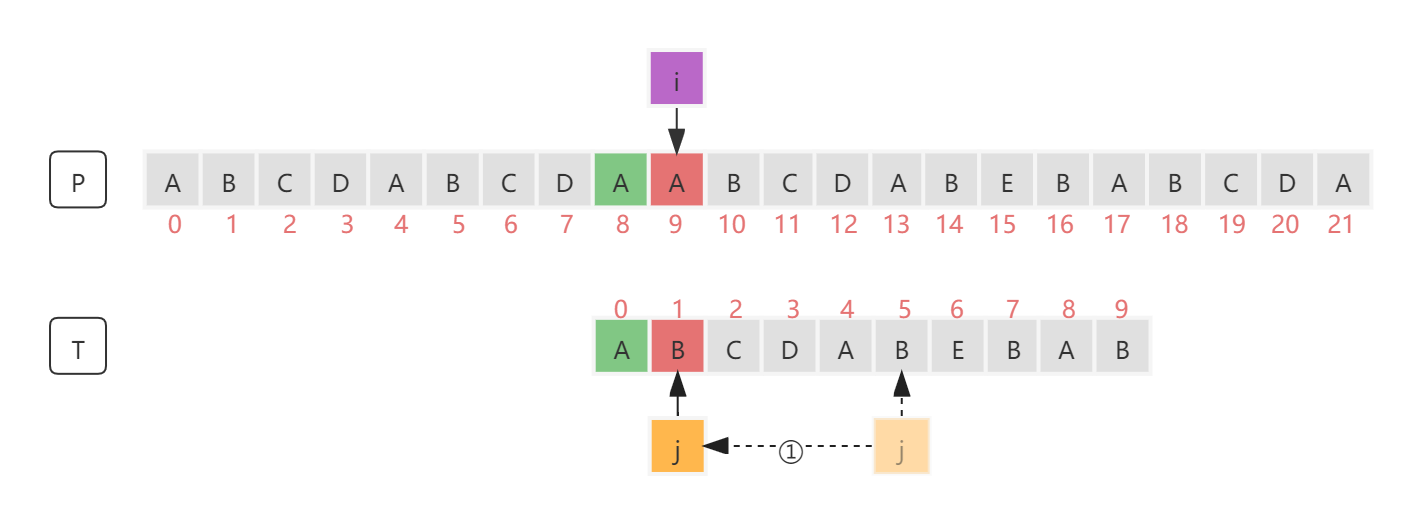 i
P A B C D A B C D A A B C D A B E B A B C D A
0 1 2 3 4 5 6 7 8 9 10 11 12 13 14 15 16 17 18 19 20 21
0 1 2 3 4 5 6 7 8 9
T A B C D A B E B A B
j ① j